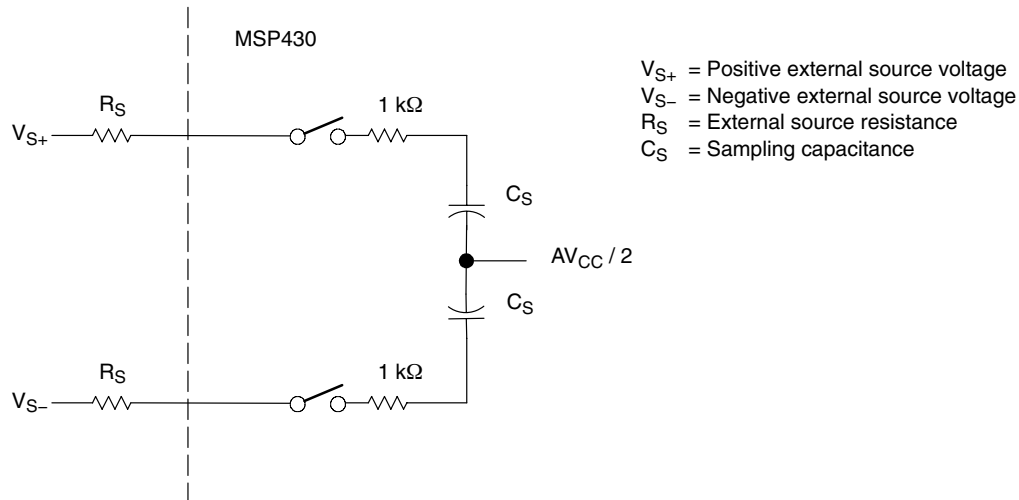 MSP430
V_S+ = Positive external source voltage
V_S– = Negative external source voltage
R_S = External source resistance
C_S = Sampling capacitance
R_S
1 kΩ
V_S+
C_S
AV_CC / 2
C_S
R_S
1 kΩ
V_S–